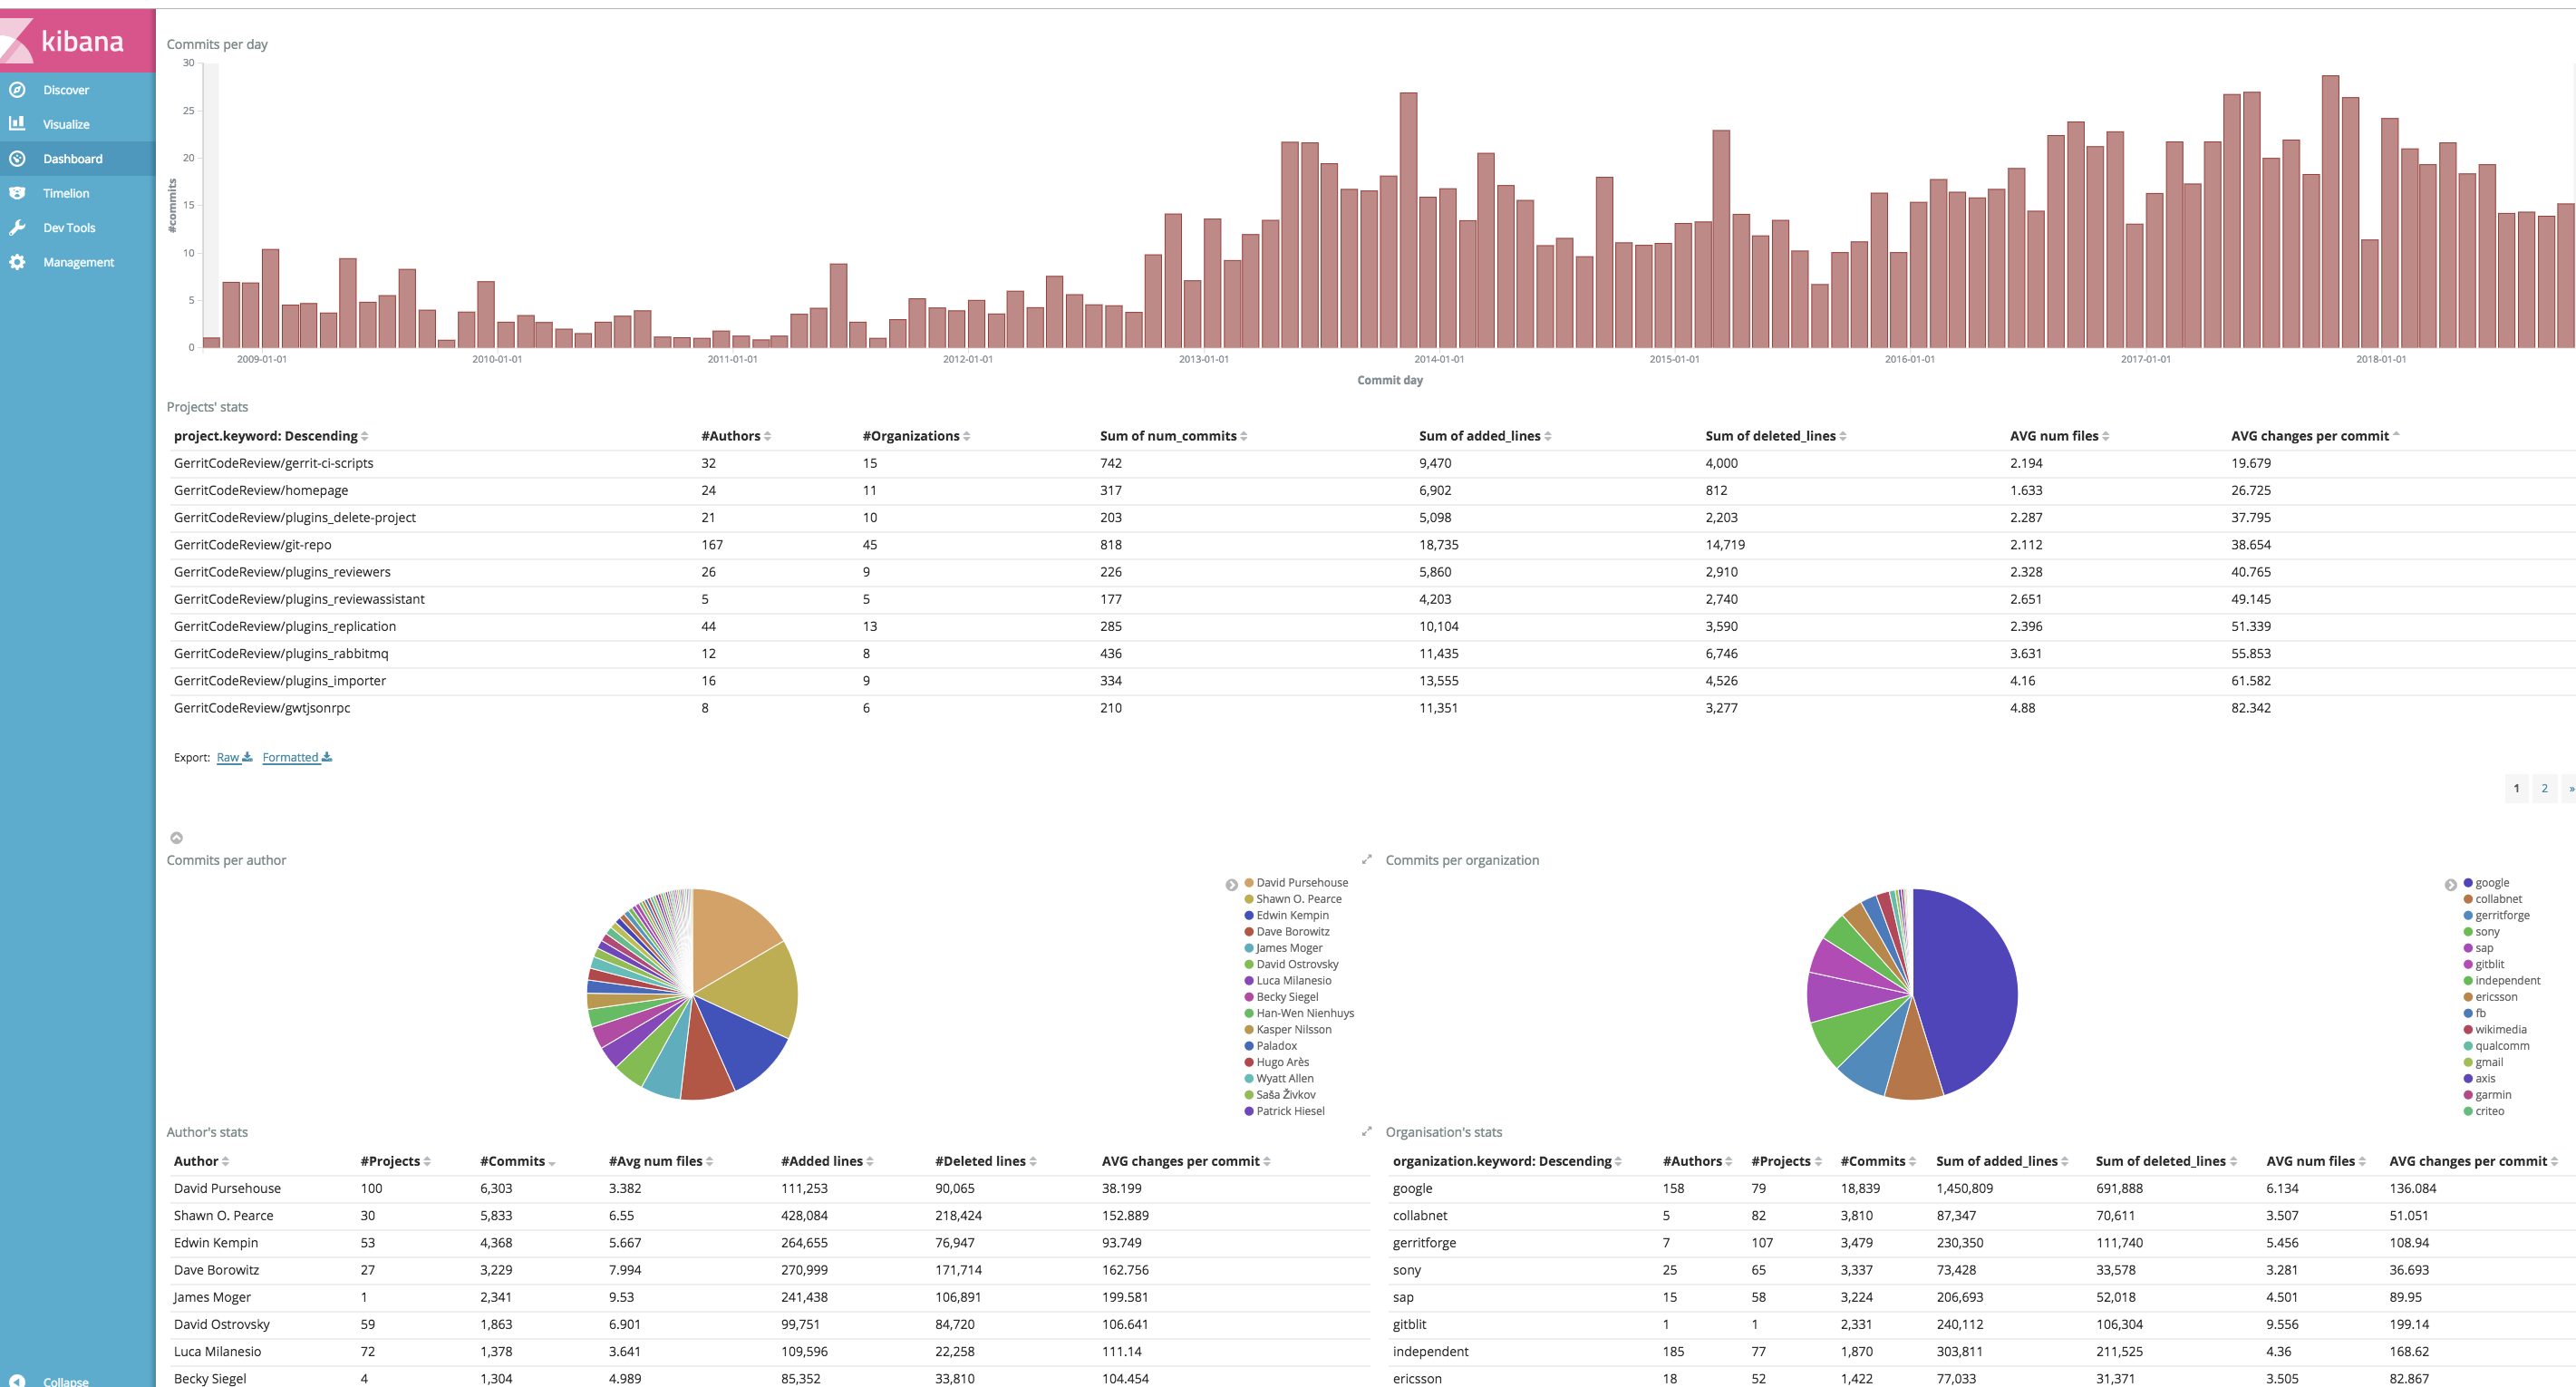 kibana
Discover
Visualize
Dashboard
Timelion
Dev Tools
Management
Collapse
Commits per day
30
25
20
15
10
5
0
#commits
2009-01-01 2010-01-01 2011-01-01 2012-01-01 2013-01-01 2014-01-01 2015-01-01 2016-01-01 2017-01-01 2018-01-01
Commit day
Projects' stats
project.keyword: Descending #Authors #Organizations Sum of num_commits Sum of added_lines Sum of deleted_lines AVG num files AVG changes per commit
GerritCodeReview/gerrit-ci-scripts 32 15 742 9,470 4,000 2.194 19.679
GerritCodeReview/homepage 24 11 317 6,902 812 1.633 26.725
GerritCodeReview/plugins_delete-project 21 10 203 5,098 2,203 2.287 37.795
GerritCodeReview/git-repo 167 45 818 18,735 14,719 2.112 38.654
GerritCodeReview/plugins_reviewers 26 9 226 5,860 2,910 2.328 40.765
GerritCodeReview/plugins_reviewassistant 5 5 177 4,203 2,740 2.651 49.145
GerritCodeReview/plugins_replication 44 13 285 10,104 3,590 2.396 51.339
GerritCodeReview/plugins_rabbitmq 12 8 436 11,435 6,746 3.631 55.853
GerritCodeReview/plugins_importer 16 9 334 13,555 4,526 4.16 61.582
GerritCodeReview/gwtjsonrpc 8 6 210 11,351 3,277 4.88 82.342
Export: Raw Formatted
1 2 »
Commits per author
David Pursehouse
Shawn O. Pearce
Edwin Kempin
Dave Borowitz
James Moger
David Ostrovsky
Luca Milanesio
Becky Siegel
Han-Wen Nienhuys
Kasper Nilsson
Paladox
Hugo Arès
Wyatt Allen
Saša Živkov
Patrick Hiesel
Commits per organization
google
collabnet
gerritforge
sony
sap
gitblit
independent
ericsson
fb
wikimedia
qualcomm
gmail
axis
garmin
criteo
Author's stats
Author #Projects #Commits #Avg num files #Added lines #Deleted lines AVG changes per commit
David Pursehouse 100 6,303 3.382 111,253 90,065 38.199
Shawn O. Pearce 30 5,833 6.55 428,084 218,424 152.889
Edwin Kempin 53 4,368 5.667 264,655 76,947 93.749
Dave Borowitz 27 3,229 7.994 270,999 171,714 162.756
James Moger 1 2,341 9.53 241,438 106,891 199.581
David Ostrovsky 59 1,863 6.901 99,751 84,720 106.641
Luca Milanesio 72 1,378 3.641 109,596 22,258 111.14
Becky Siegel 4 1,304 4.989 85,352 33,810 104.454
Organisation's stats
organization.keyword: Descending #Authors #Projects #Commits Sum of added_lines Sum of deleted_lines AVG num files AVG changes per commit
google 158 79 18,839 1,450,809 691,888 6.134 136.084
collabnet 5 82 3,810 87,347 70,611 3.507 51.051
gerritforge 7 107 3,479 230,350 111,740 5.456 108.94
sony 25 65 3,337 73,428 33,578 3.281 36.693
sap 15 58 3,224 206,693 52,018 4.501 89.95
gitblit 1 1 2,331 240,112 106,304 9.556 199.14
independent 185 77 1,870 303,811 211,525 4.36 168.62
ericsson 18 52 1,422 77,033 31,371 3.505 82.867